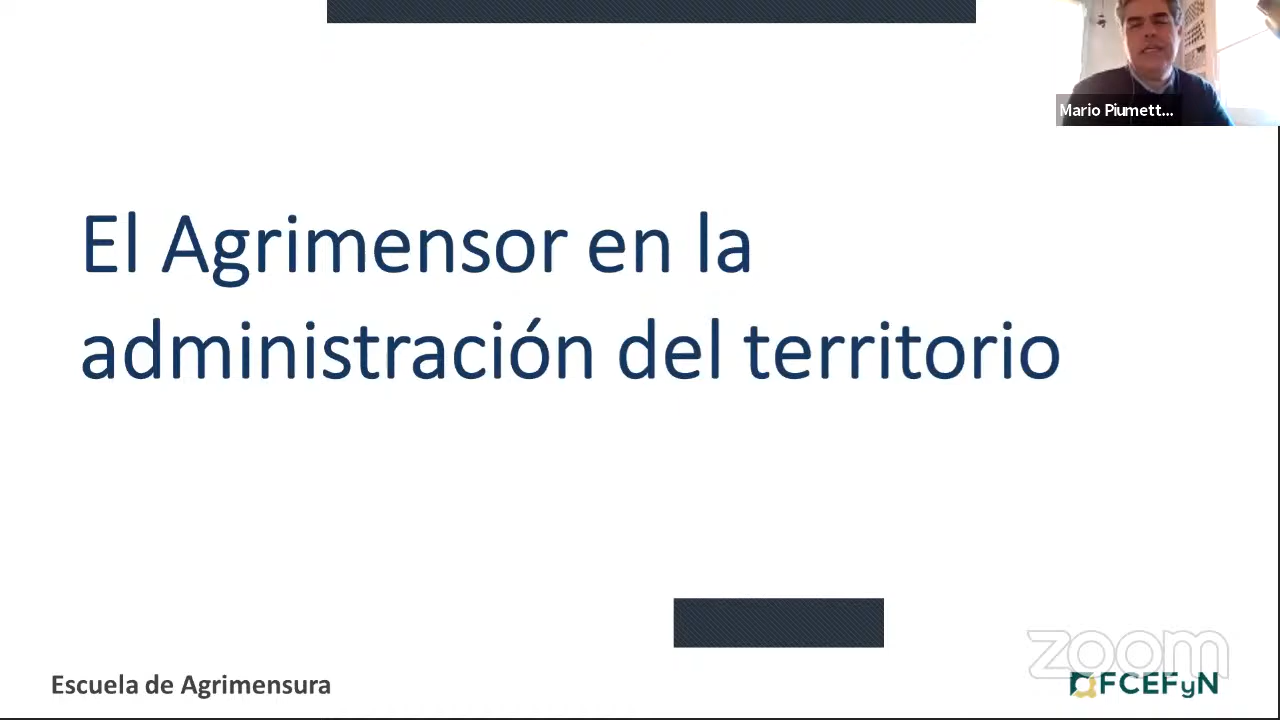 Mario Piumett...
El Agrimensor en la
administración del territorio
zoom
Escuela de Agrimensura
FCEFyN